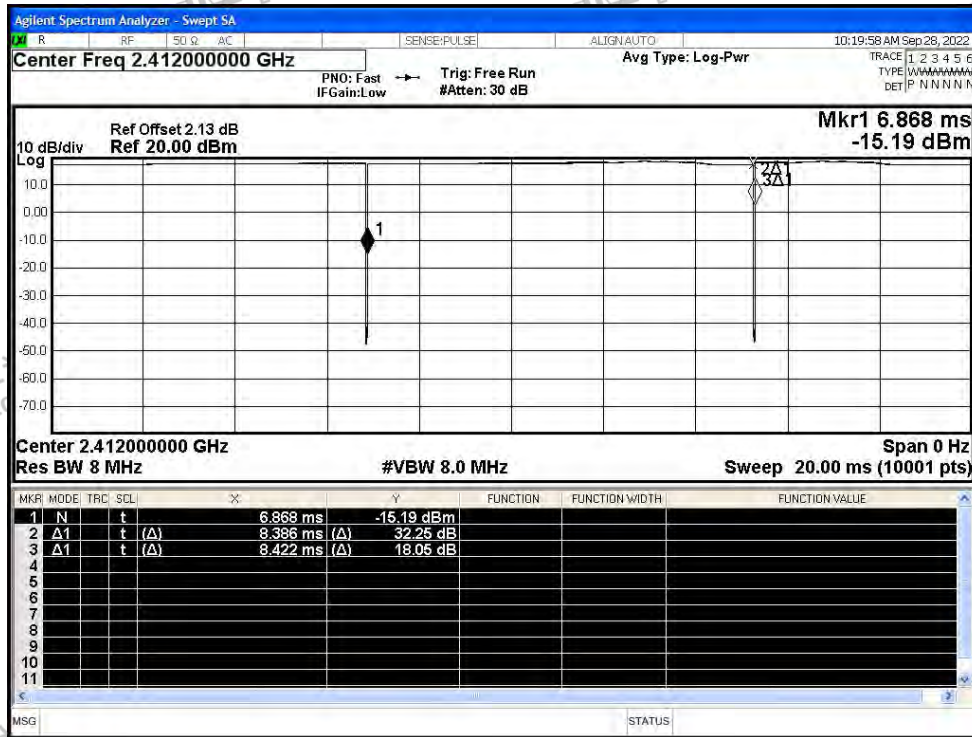 Agilent Spectrum Analyzer - Swept SA
LXI R RF 50 Ω AC SENSE:PULSE ALIGN AUTO 10:19:58 AM Sep 28, 2022
Center Freq 2.412000000 GHz Avg Type: Log-Pwr TRACE 1 2 3 4 5 6
PNO: Fast Trig: Free Run TYPE WWWWWW
IFGain:Low #Atten: 30 dB DET P N N N N N
Mkr1 6.868 ms
Ref Offset 2.13 dB
10 dB/div Ref 20.00 dBm -15.19 dBm
Log
2Δ1
3Δ1
10.0
0.00
1
-10.0
-20.0
-30.0
-40.0
-50.0
-60.0
-70.0
Center 2.412000000 GHz Span 0 Hz
Res BW 8 MHz #VBW 8.0 MHz Sweep 20.00 ms (10001 pts)
MKR MODE TRC SCL X Y FUNCTION FUNCTION WIDTH FUNCTION VALUE
1 N t 6.868 ms -15.19 dBm
2 Δ1 t (Δ) 8.386 ms (Δ) 32.25 dB
3 Δ1 t (Δ) 8.422 ms (Δ) 18.05 dB
4
5
6
7
8
9
10
11
MSG STATUS